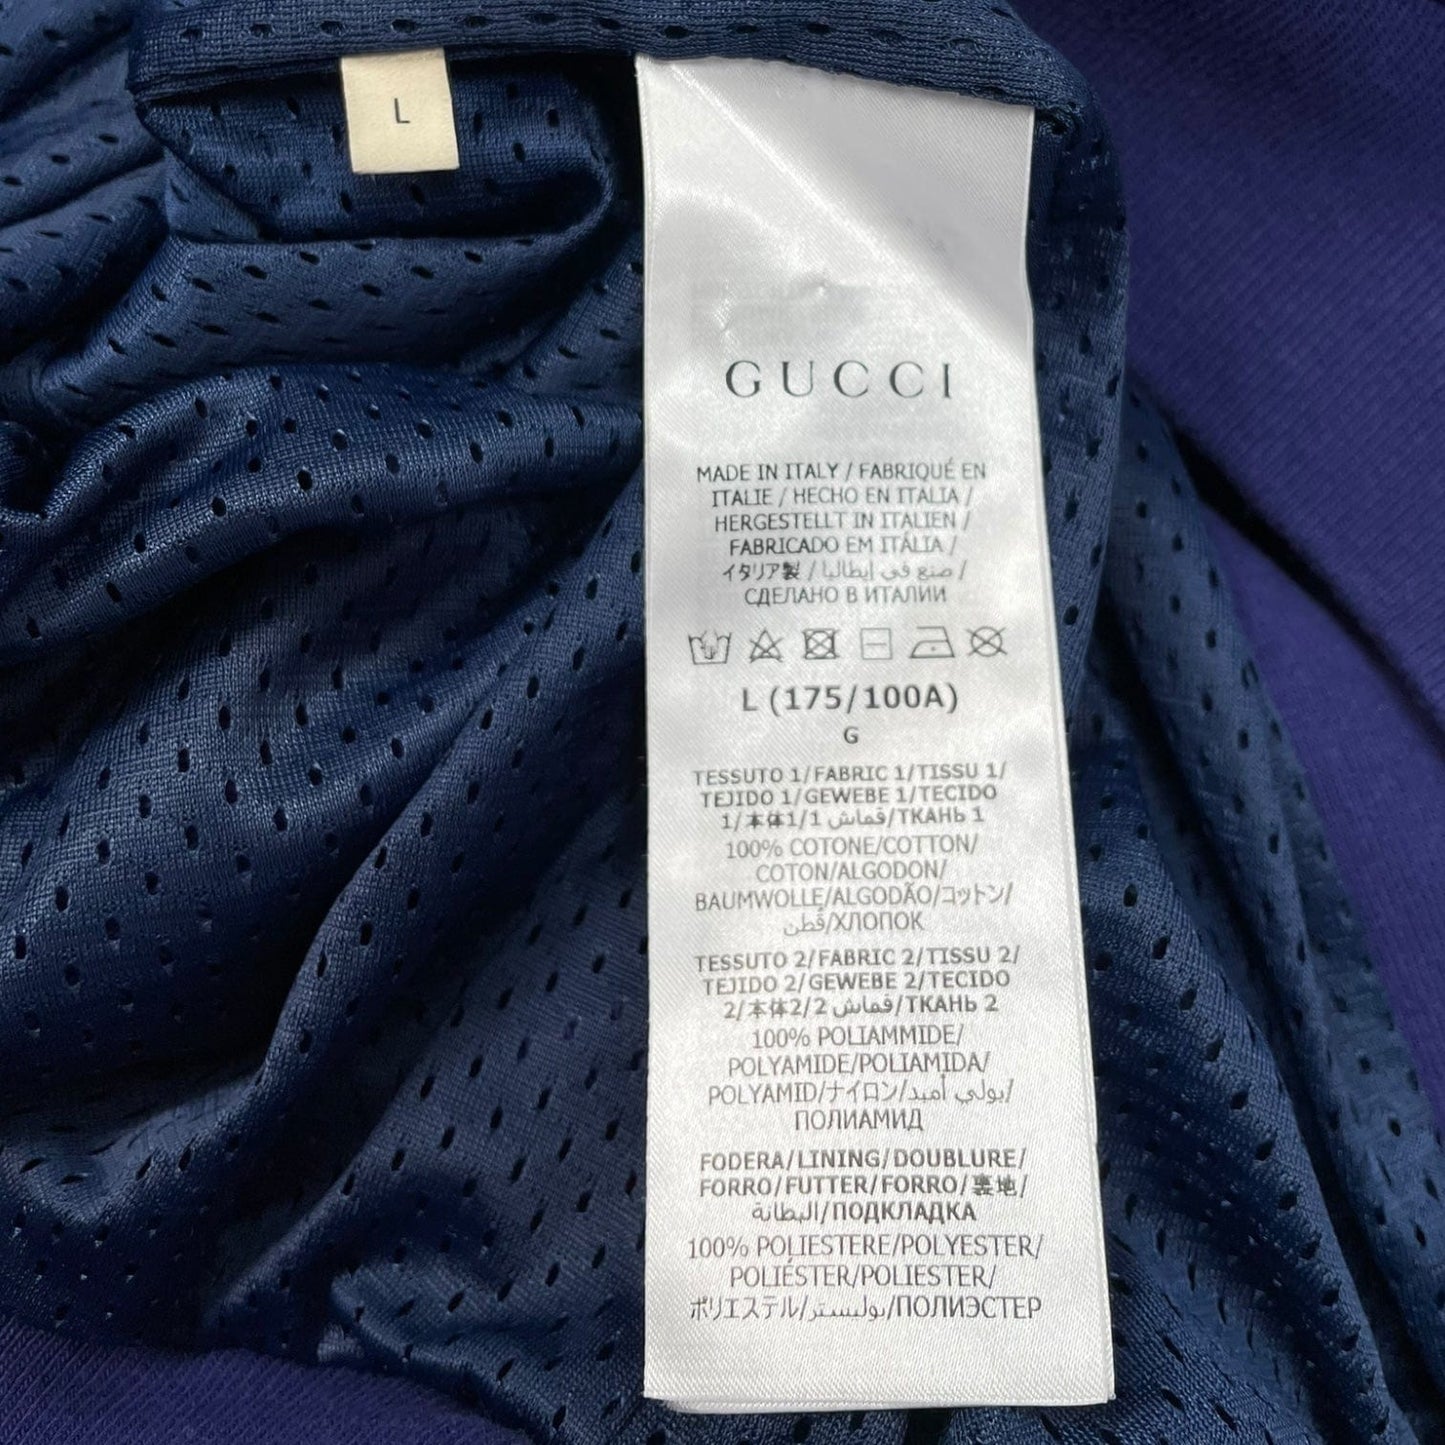 L
GUCCI
MADE IN ITALY / FABRIQUÉ EN
ITALIE / HECHO EN ITALIA /
HERGESTELLT IN ITALIEN /
FABRICADO EM ITÁLIA /
イタリア製 / صنع في إيطاليا /
СДЕЛАНО В ИТАЛИИ
L (175/100A)
G
TESSUTO 1/FABRIC 1/TISSU 1/
TEJIDO 1/GEWEBE 1/TECIDO
1/本体1/قماش 1/ТКАНЬ 1
100% COTONE/COTTON/
COTON/ALGODON/
BAUMWOLLE/ALGODÃO/コットン/
قطن/ХЛОПОК
TESSUTO 2/FABRIC 2/TISSU 2/
TEJIDO 2/GEWEBE 2/TECIDO
2/本体2/قماش 2/ТКАНЬ 2
100% POLIAMMIDE/
POLYAMIDE/POLIAMIDA/
POLYAMID/ナイロン/بولي أميد/
ПОЛИАМИД
FODERA/LINING/DOUBLURE/
FORRO/FUTTER/FORRO/裏地/
البطانة/ПОДКЛАДКА
100% POLIESTERE/POLYESTER/
POLIÉSTER/POLIESTER/
ポリエステル/بوليستر/ПОЛИЭСТЕР